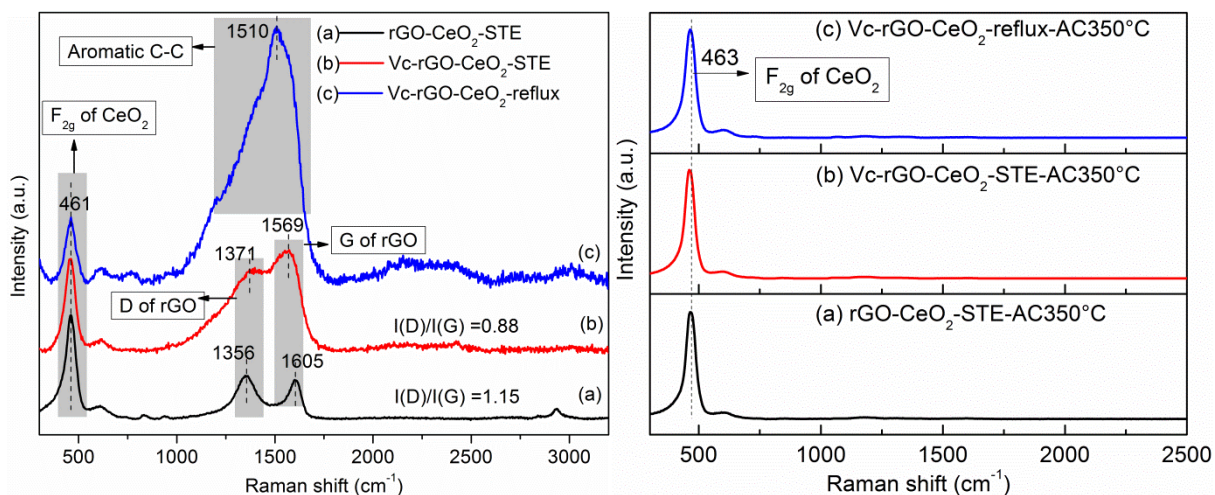 1510
(a) rGO-CeO₂-STE
Aromatic C-C
(b) Vc-rGO-CeO₂-STE
(c) Vc-rGO-CeO₂-reflux
F₂g of CeO₂
461
1569
G of rGO
1371
(c)
D of rGO
I(D)/I(G) =0.88
(b)
1356
1605
I(D)/I(G) =1.15
(a)
Intensity (a.u.)
500 1000 1500 2000 2500 3000
Raman shift (cm⁻¹)
(c) Vc-rGO-CeO₂-reflux-AC350°C
463
F₂g of CeO₂
(b) Vc-rGO-CeO₂-STE-AC350°C
(a) rGO-CeO₂-STE-AC350°C
Intensity (a.u.)
500 1000 1500 2000 2500
Raman shift (cm⁻¹)